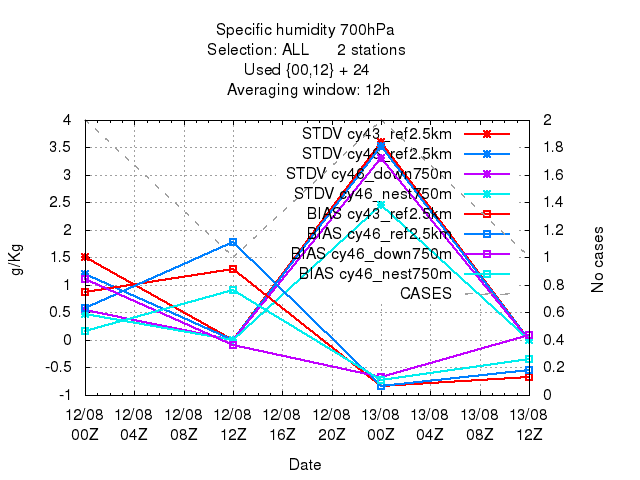 Specific humidity 700hPa
Selection: ALL 2 stations
Used {00,12} + 24
Averaging window: 12h
4
3.5
3
2.5
2
1.5
1
0.5
0
-0.5
-1
g/Kg
2
1.8
1.6
1.4
1.2
1
0.8
0.6
0.4
0.2
0
No cases
STDV cy43_ref2.5km
STDV cy46_ref2.5km
STDV cy46_down750m
STDV cy46_nest750m
BIAS cy43_ref2.5km
BIAS cy46_ref2.5km
BIAS cy46_down750m
BIAS cy46_nest750m
CASES
12/08 12/08 12/08 12/08 12/08 12/08 13/08 13/08 13/08 13/08
00Z 04Z 08Z 12Z 16Z 20Z 00Z 04Z 08Z 12Z
Date